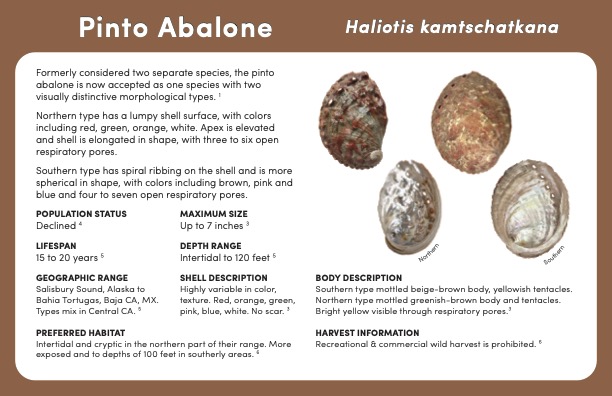 Pinto Abalone
Haliotis kamtschatkana
Formerly considered two separate species, the pinto
abalone is now accepted as one species with two
visually distinctive morphological types. 1
Northern type has a lumpy shell surface, with colors
including red, green, orange, white. Apex is elevated
and shell is elongated in shape, with three to six open
respiratory pores.
Southern type has spiral ribbing on the shell and is more
spherical in shape, with colors including brown, pink and
blue and four to seven open respiratory pores.
POPULATION STATUS
Declined 4
MAXIMUM SIZE
Up to 7 inches 3
LIFESPAN
15 to 20 years 5
DEPTH RANGE
Intertidal to 120 feet 5
GEOGRAPHIC RANGE
Salisbury Sound, Alaska to
Bahia Tortugas, Baja CA, MX.
Types mix in Central CA. 5
SHELL DESCRIPTION
Highly variable in color,
texture. Red, orange, green,
pink, blue, white. No scar. 3
PREFERRED HABITAT
Intertidal and cryptic in the northern part of their range. More
exposed and to depths of 100 feet in southerly areas. 6
Northern
Southern
BODY DESCRIPTION
Southern type mottled beige-brown body, yellowish tentacles.
Northern type mottled greenish-brown body and tentacles.
Bright yellow visible through respiratory pores.3
HARVEST INFORMATION
Recreational & commercial wild harvest is prohibited. 8